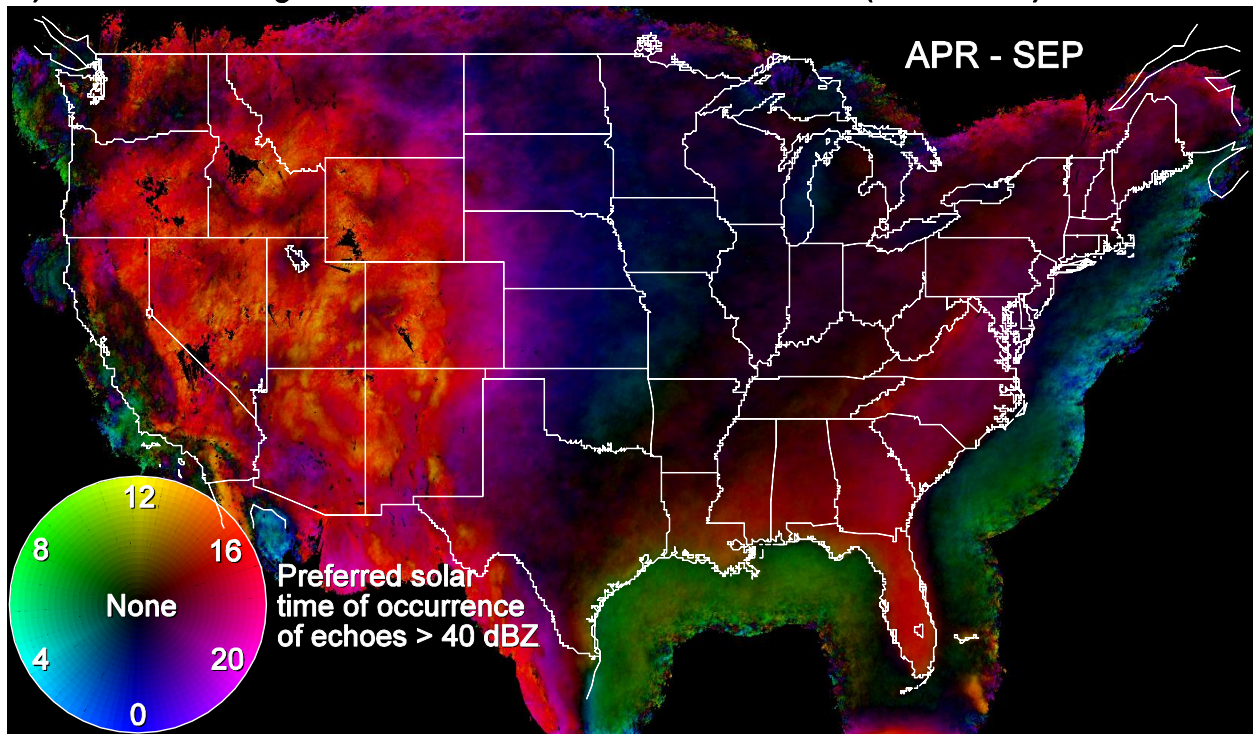 APR - SEP
12
8
16
None
Preferred solar
time of occurrence
of echoes > 40 dBZ
4
20
0